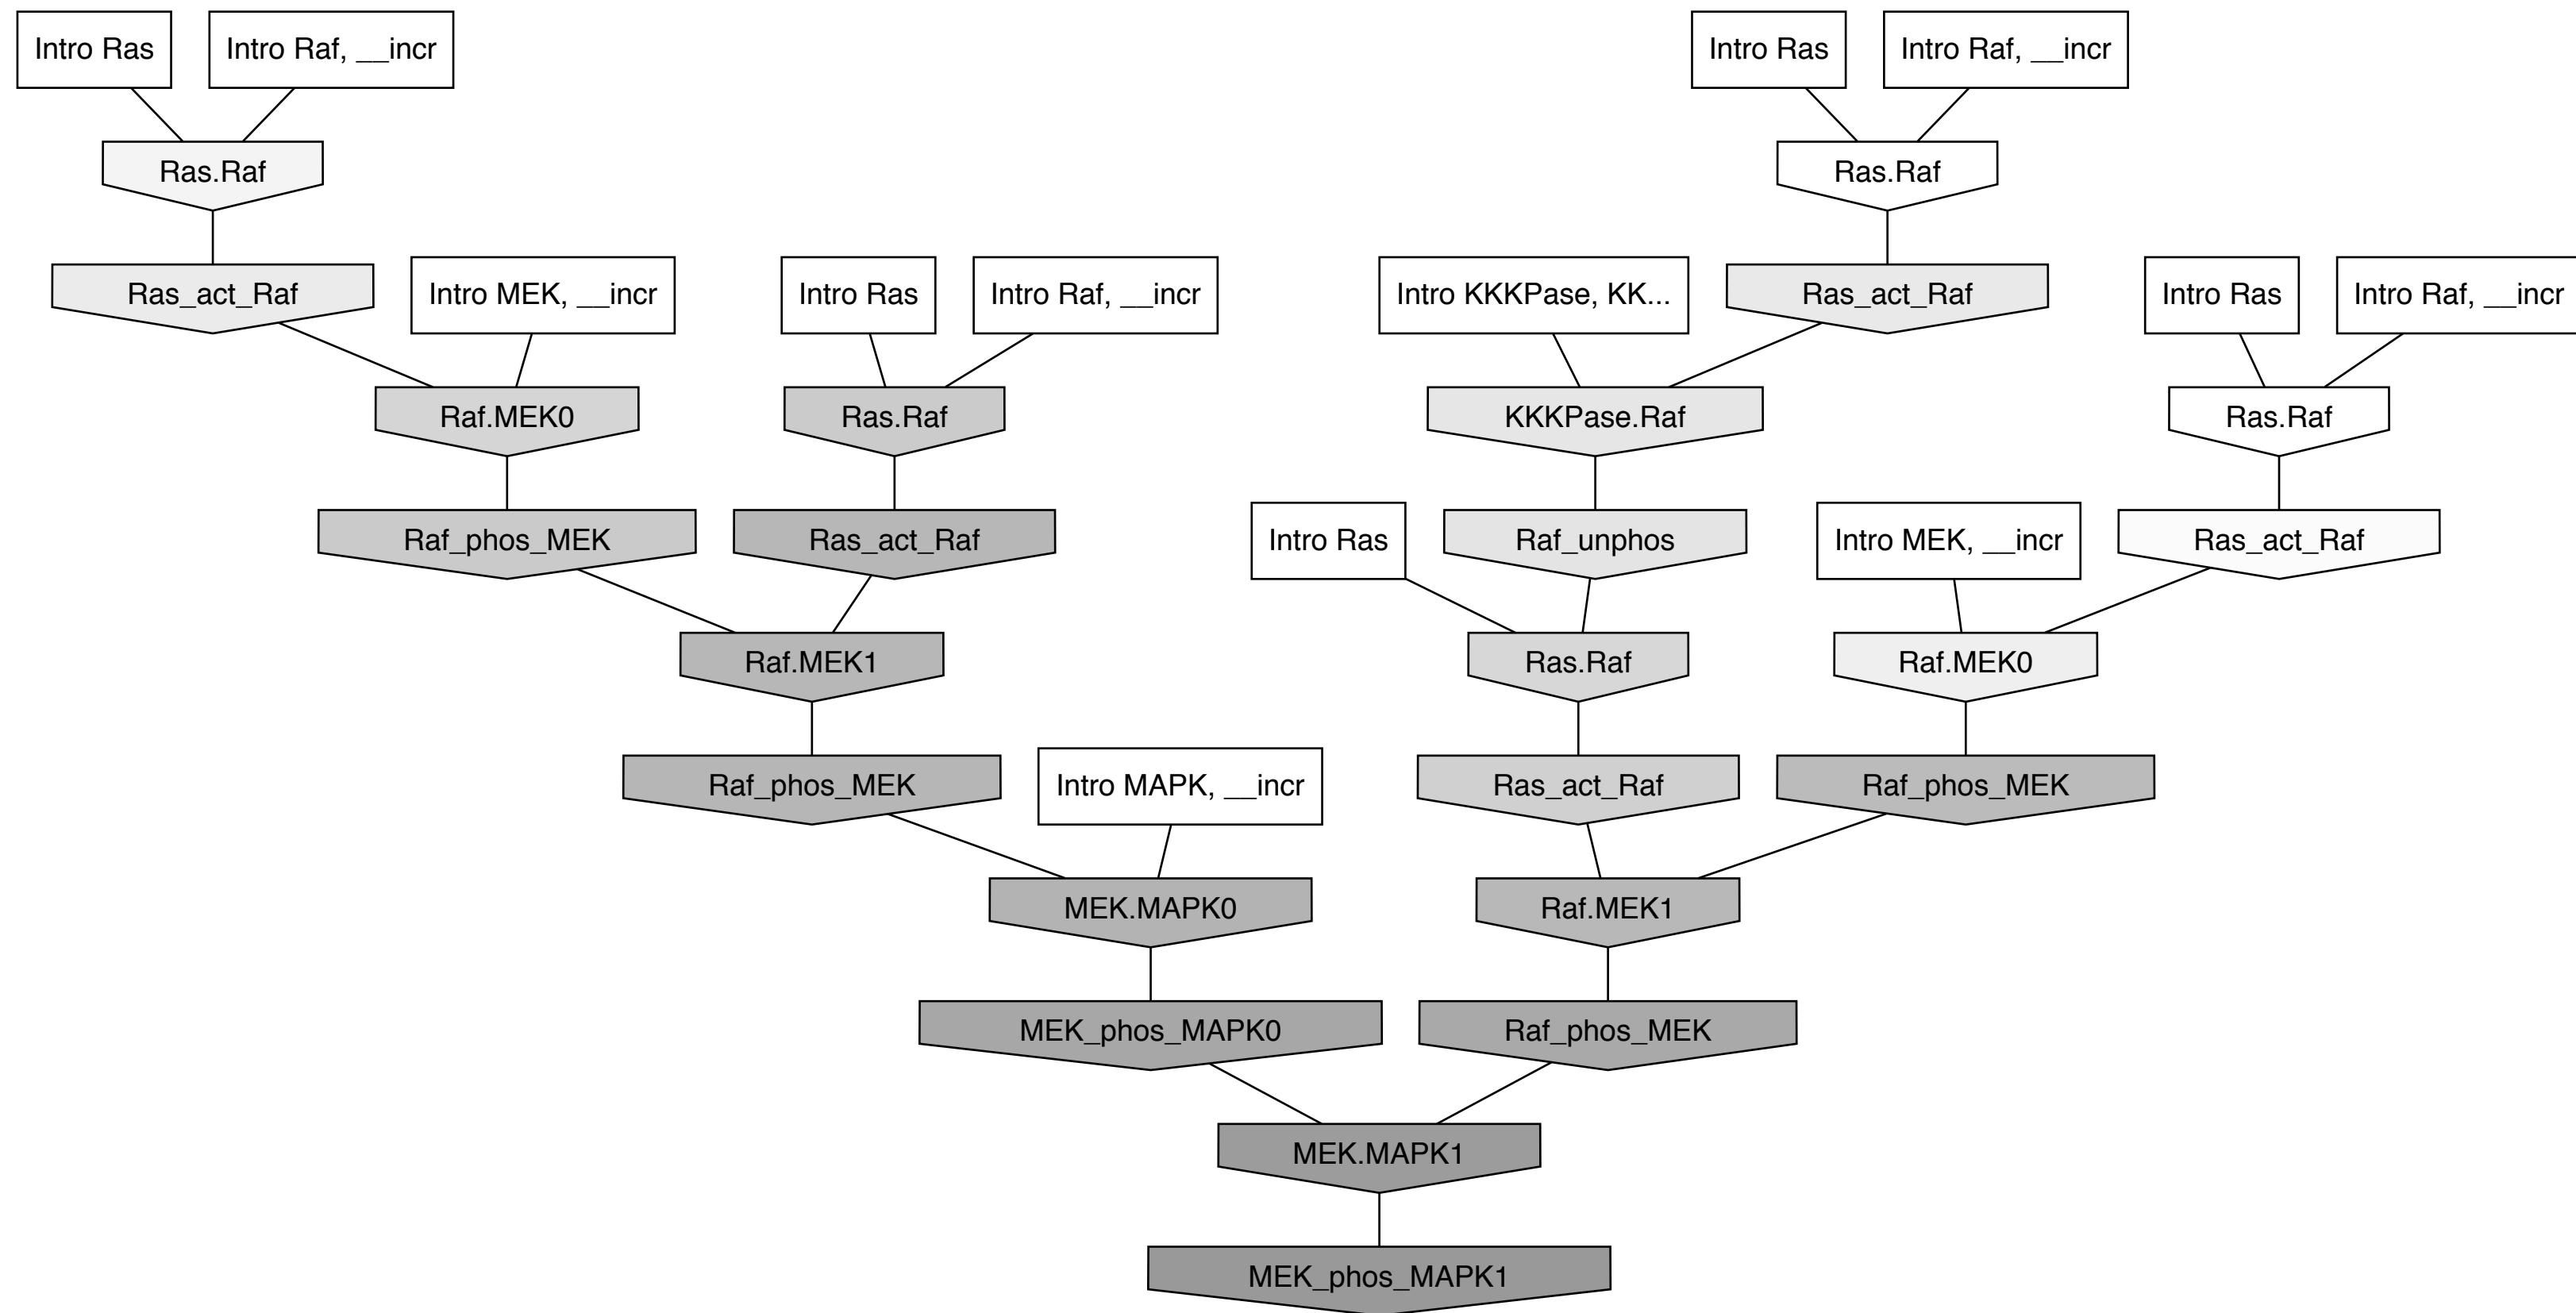 Intro Ras
Intro Raf, __incr
Intro Ras
Intro Raf, __incr
Ras.Raf
Ras.Raf
Ras_act_Raf
Intro MEK, __incr
Intro Ras
Intro Raf, __incr
Intro KKKPase, KK...
Ras_act_Raf
Intro Ras
Intro Raf, __incr
Raf.MEK0
Ras.Raf
KKKPase.Raf
Ras.Raf
Raf_phos_MEK
Ras_act_Raf
Intro Ras
Raf_unphos
Intro MEK, __incr
Ras_act_Raf
Raf.MEK1
Ras.Raf
Raf.MEK0
Raf_phos_MEK
Intro MAPK, __incr
Ras_act_Raf
Raf_phos_MEK
MEK.MAPK0
Raf.MEK1
MEK_phos_MAPK0
Raf_phos_MEK
MEK.MAPK1
MEK_phos_MAPK1